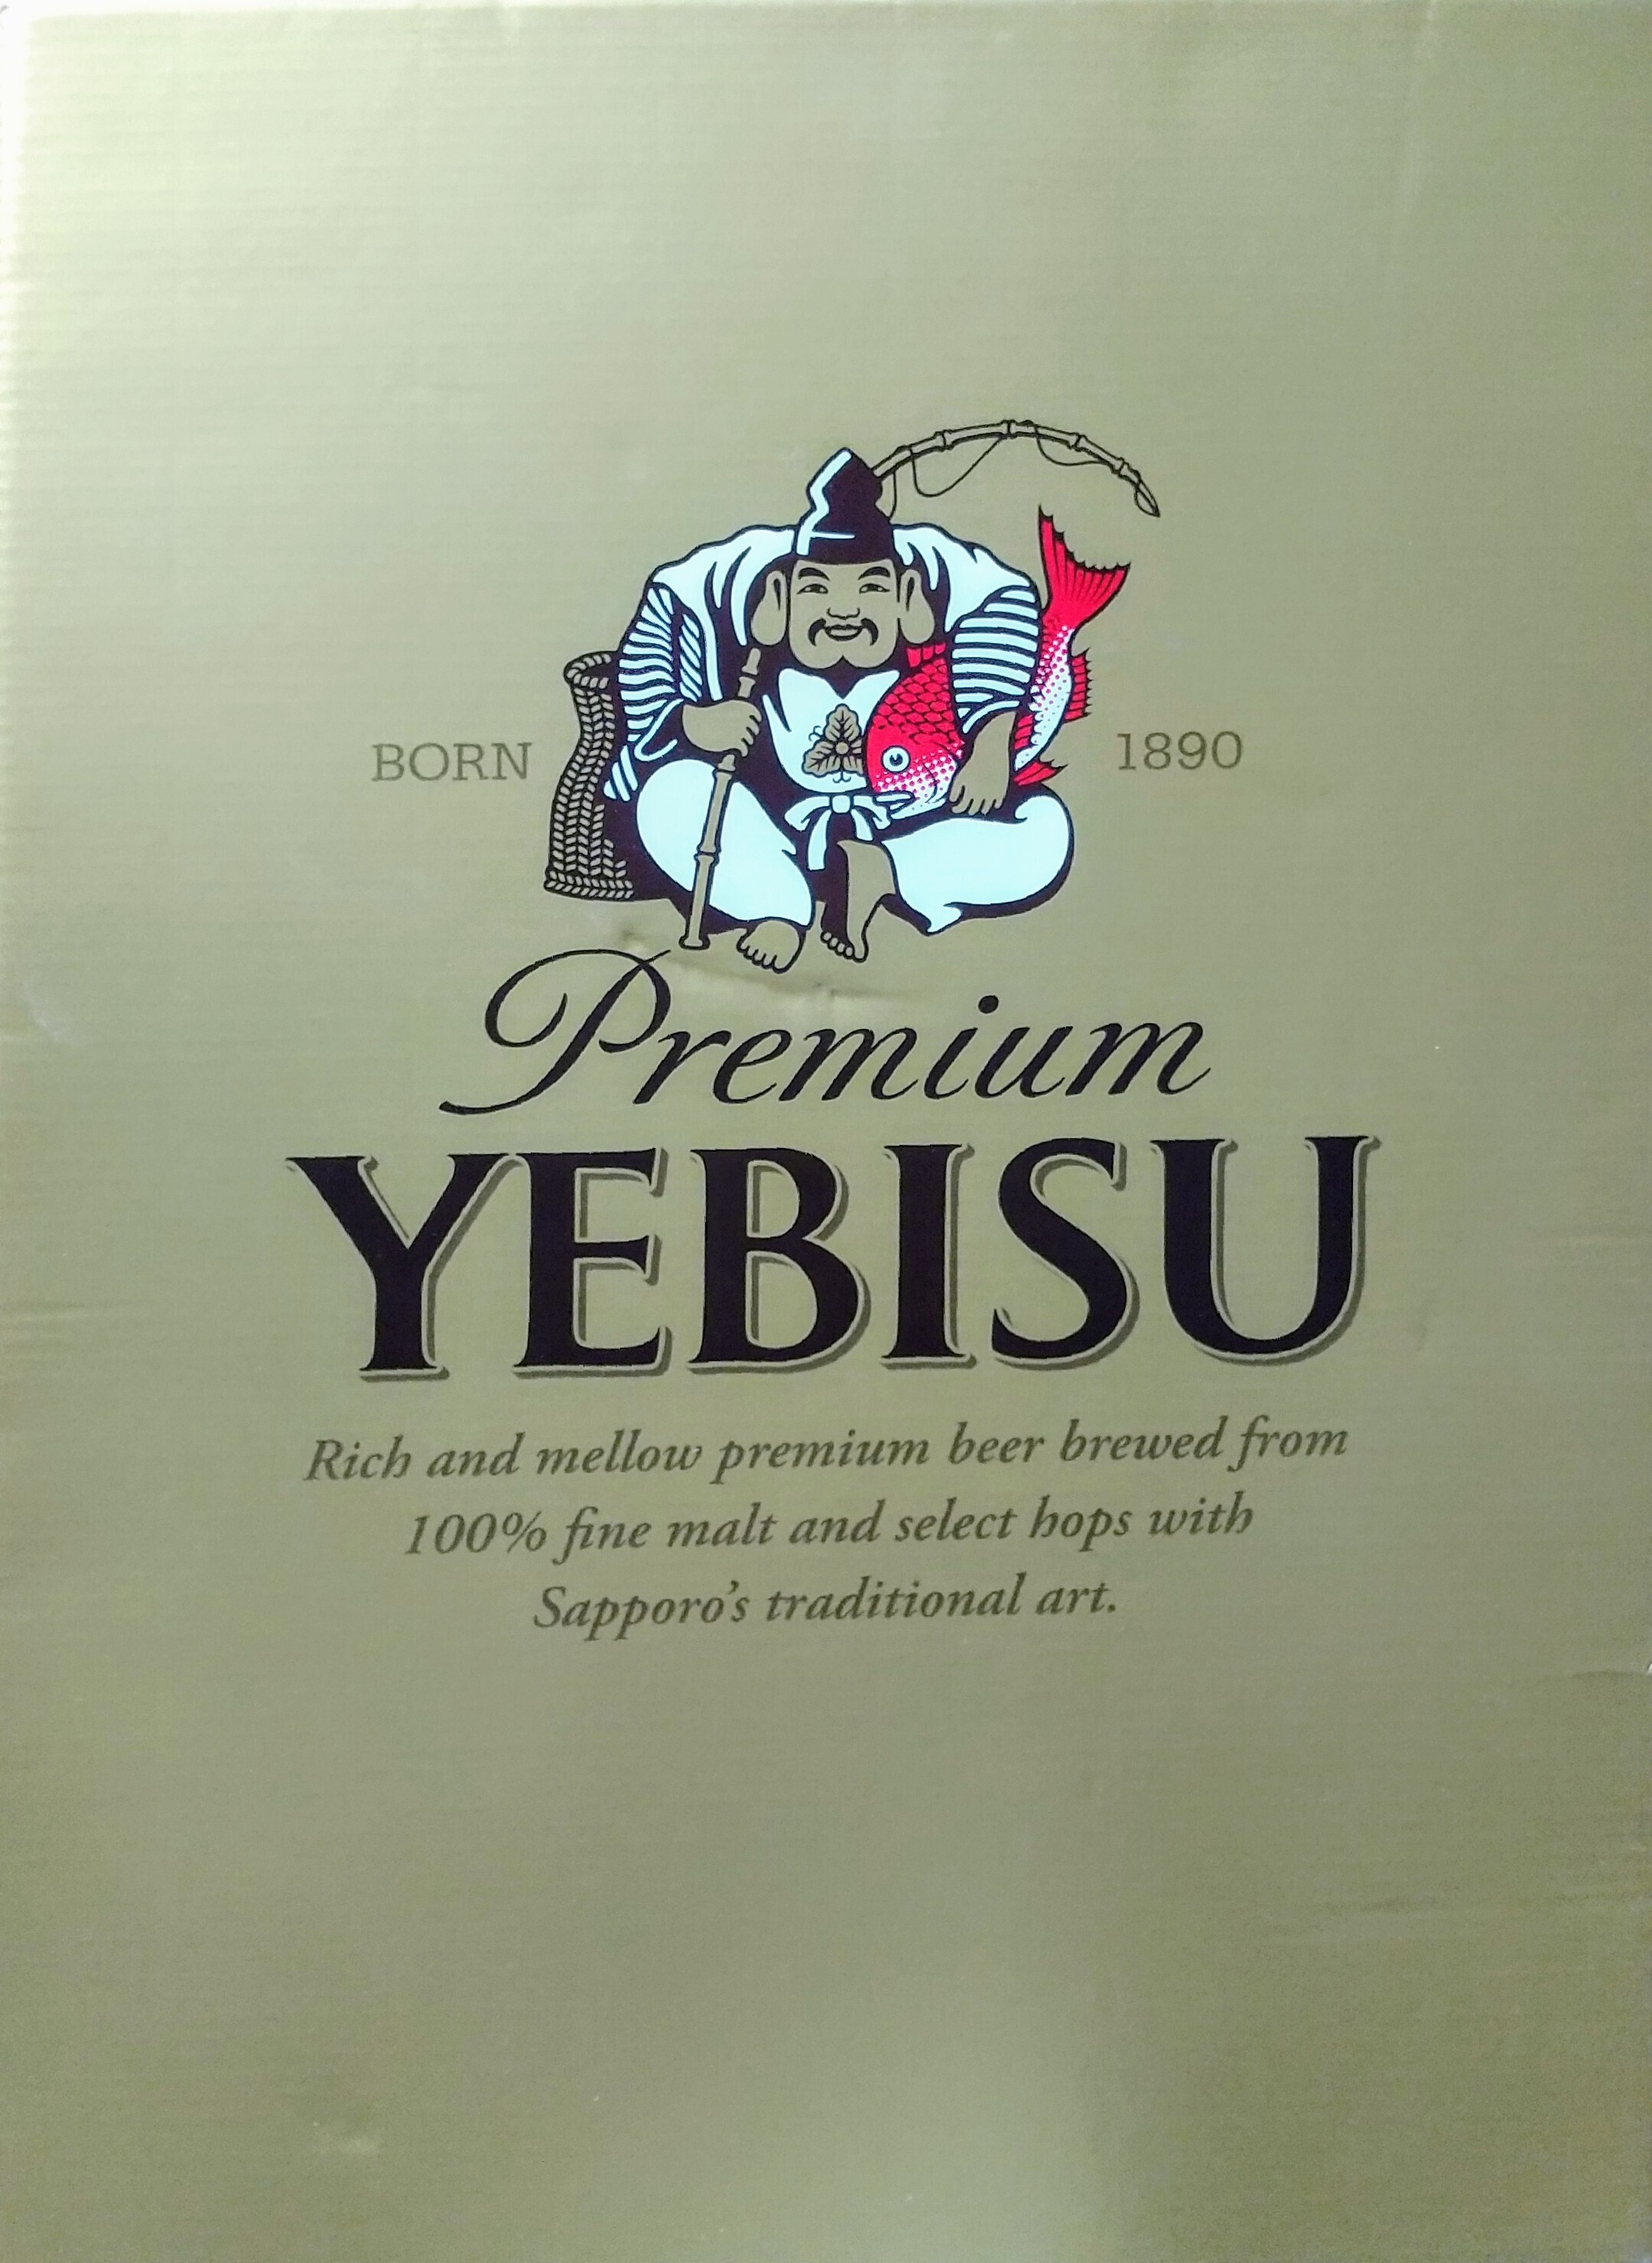 BORN 1890
Premium
YEBISU
Rich and mellow premium beer brewed from
100% fine malt and select hops with
Sapporo's traditional art.